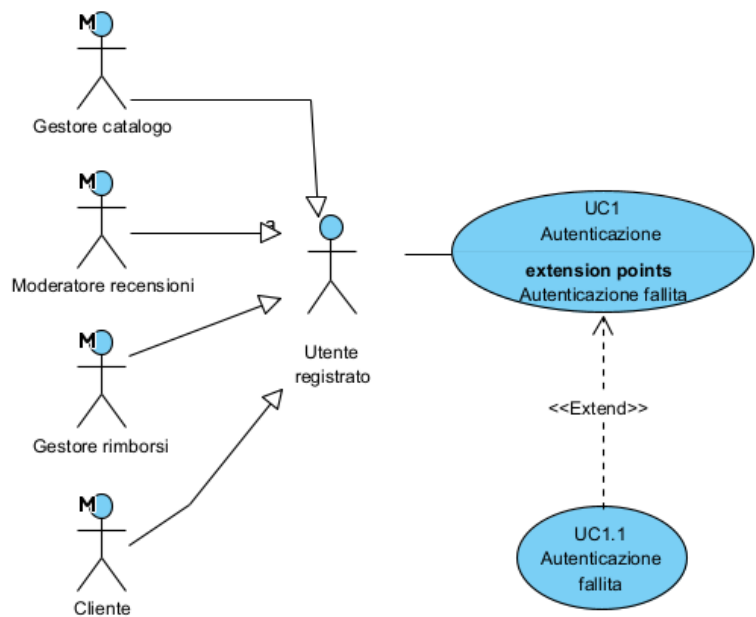 M
Gestore catalogo
M
Moderatore recensioni
a
M
Gestore rimborsi
M
Cliente
Utente
registrato
UC1
Autenticazione
extension points
Autenticazione fallita
<<Extend>>
UC1.1
Autenticazione
fallita